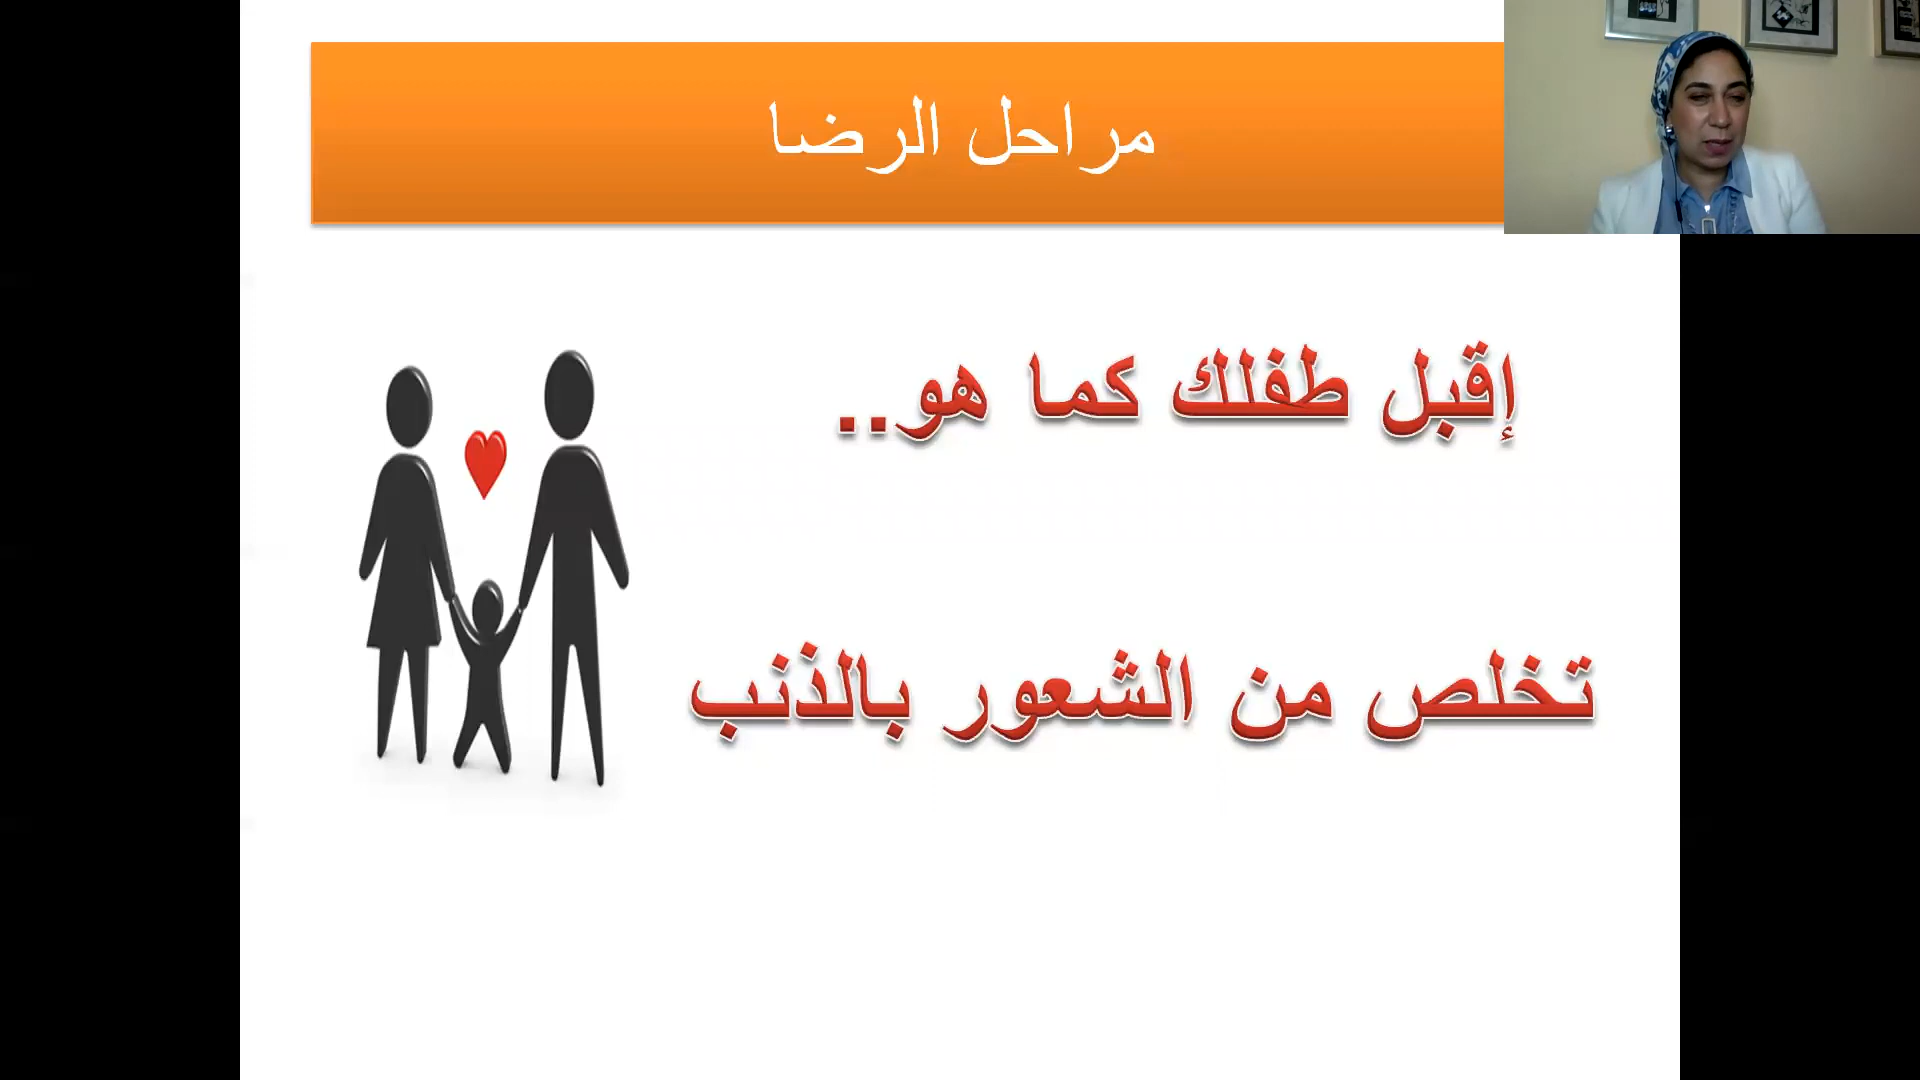 مراحل الرضا
إقبل طفلك كما هو..
تخلص من الشعور بالذنب